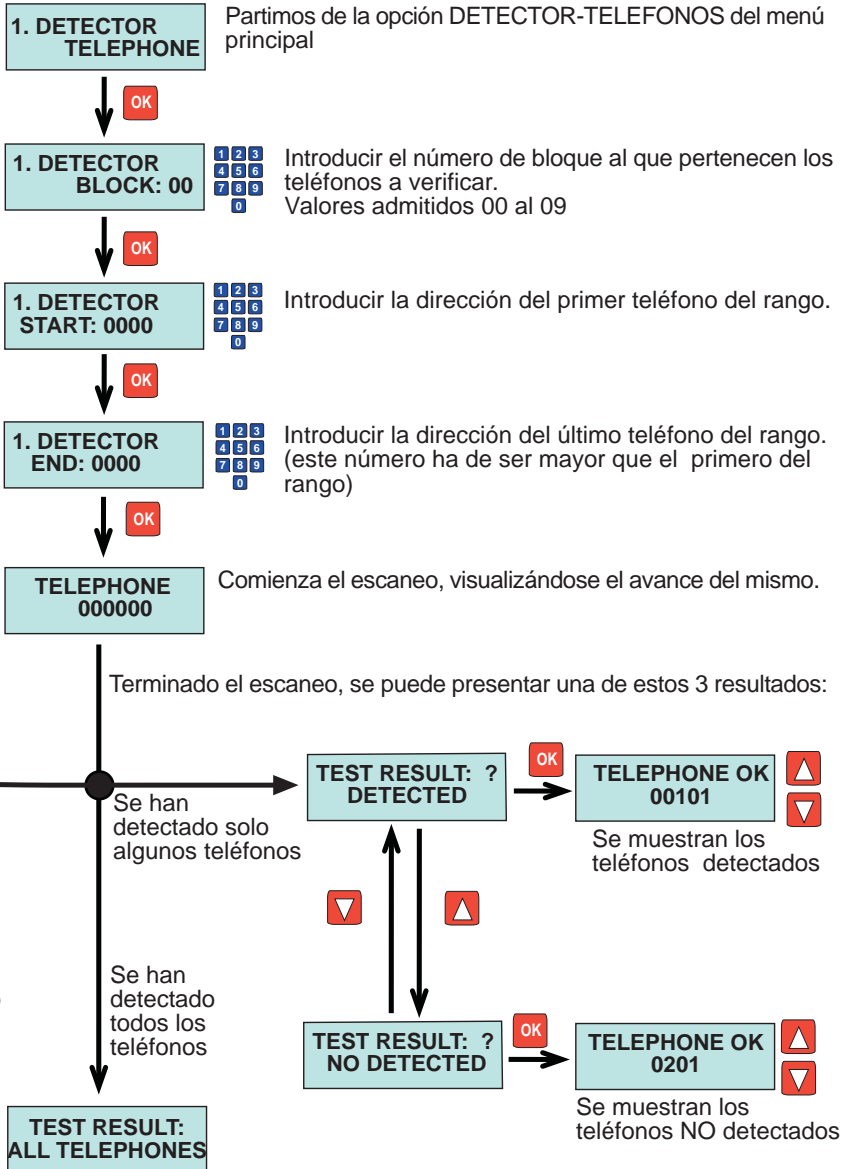 1. DETECTOR
TELEPHONE
Partimos de la opción DETECTOR-TELEFONOS del menú
principal
OK
1. DETECTOR
BLOCK: 00
1 2 3
4 5 6
7 8 9
0
Introducir el número de bloque al que pertenecen los
teléfonos a verificar.
Valores admitidos 00 al 09
OK
1. DETECTOR
START: 0000
1 2 3
4 5 6
7 8 9
0
Introducir la dirección del primer teléfono del rango.
OK
1. DETECTOR
END: 0000
1 2 3
4 5 6
7 8 9
0
Introducir la dirección del último teléfono del rango.
(este número ha de ser mayor que el primero del
rango)
OK
TELEPHONE
000000
Comienza el escaneo, visualizándose el avance del mismo.
Terminado el escaneo, se puede presentar una de estos 3 resultados:
Se han
detectado solo
algunos teléfonos
TEST RESULT: ?
DETECTED
OK
TELEPHONE OK
00101
Se muestran los
teléfonos detectados
Se han
detectado
todos los
teléfonos
TEST RESULT: ?
NO DETECTED
OK
TELEPHONE OK
0201
Se muestran los
teléfonos NO detectados
TEST RESULT:
ALL TELEPHONES